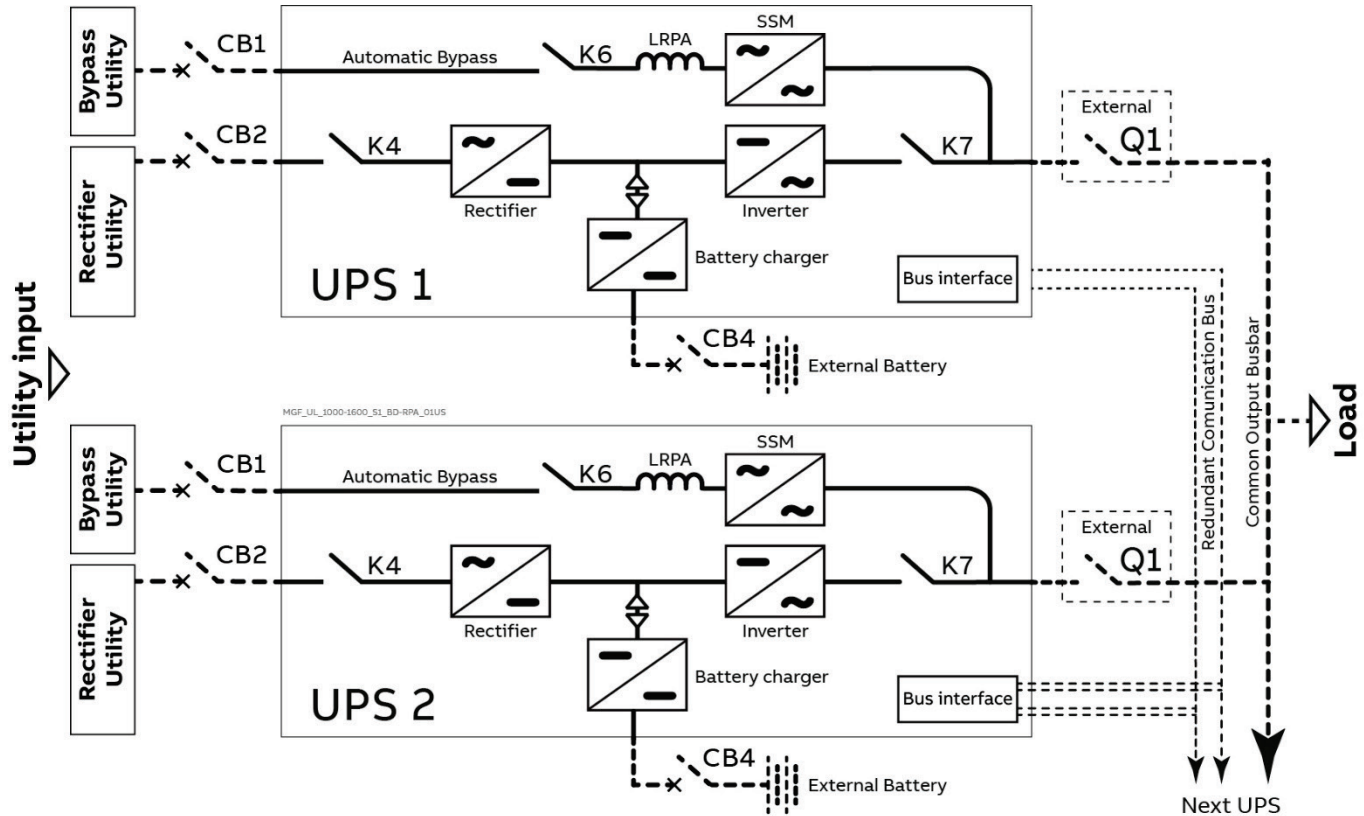 Utility input
Bypass
Utility
CB1
Automatic Bypass
K6
LRPA
SSM
Rectifier
Utility
CB2
K4
Rectifier
Inverter
K7
External
Q1
Battery charger
UPS 1
Bus interface
CB4
External Battery
Redundant Comunication Bus
Common Output Busbar
Load
MGF_UL_1000-1600_S1_BD-RPA_01US
Bypass
Utility
CB1
Automatic Bypass
K6
LRPA
SSM
Rectifier
Utility
CB2
K4
Rectifier
Inverter
K7
External
Q1
Battery charger
UPS 2
Bus interface
CB4
External Battery
Next UPS